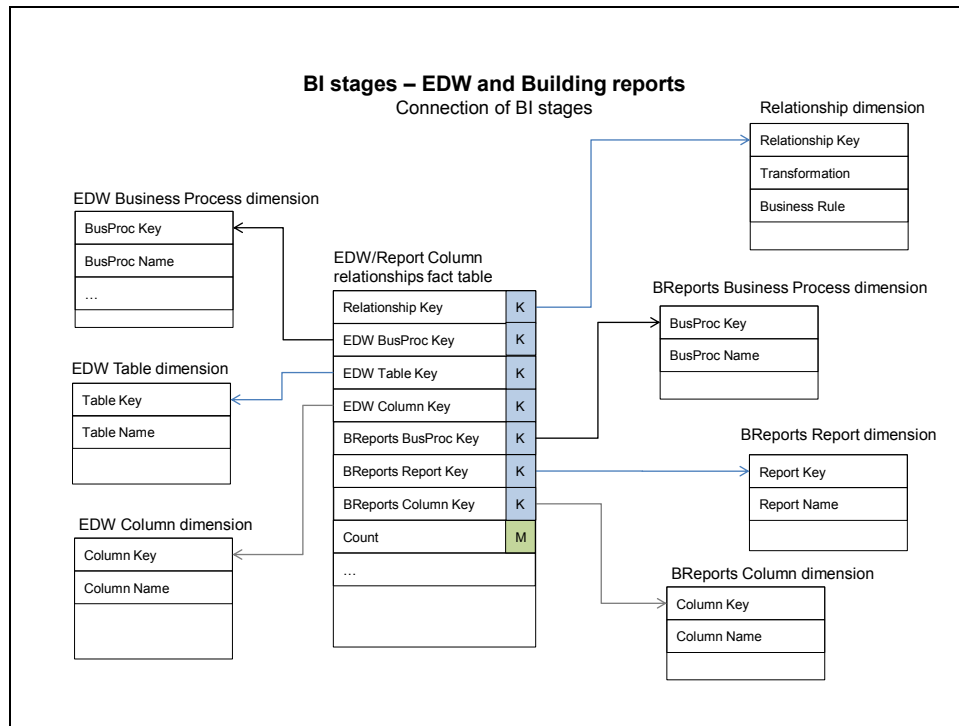 BI stages – EDW and Building reports
Connection of BI stages
Relationship dimension
Relationship Key
Transformation
Business Rule
EDW Business Process dimension
BusProc Key
BusProc Name
...
EDW/Report Column
relationships fact table
Relationship Key K
EDW BusProc Key K
EDW Table Key K
EDW Column Key K
BReports BusProc Key K
BReports Report Key K
BReports Column Key K
Count M
...
BReports Business Process dimension
BusProc Key
BusProc Name
EDW Table dimension
Table Key
Table Name
BReports Report dimension
Report Key
Report Name
EDW Column dimension
Column Key
Column Name
BReports Column dimension
Column Key
Column Name